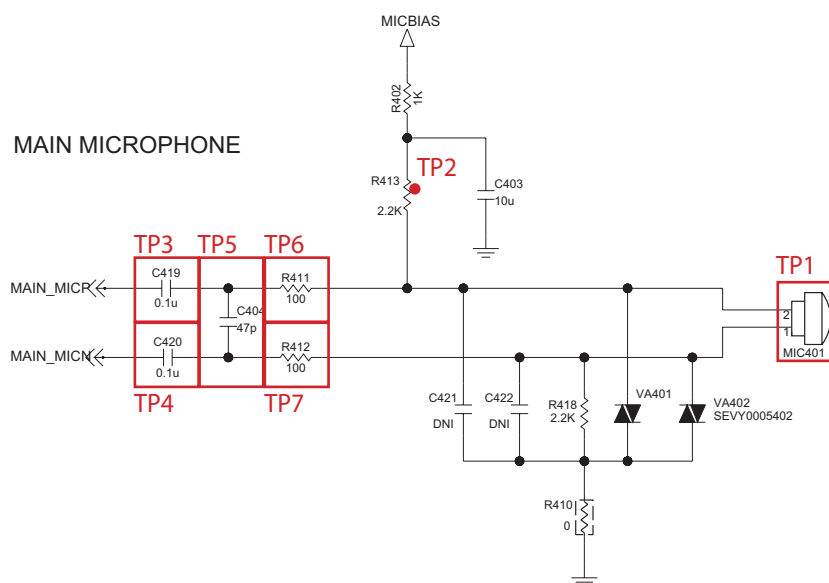 MICBIAS
R402
1K
MAIN MICROPHONE
TP2
R413
2.2K
C403
10u
TP3
TP5
TP6
TP1
MAIN_MICP
C419
0.1u
C404
47p
R411
100
2
1
MIC401
MAIN_MICN
C420
0.1u
R412
100
TP4
TP7
C421
DNI
C422
DNI
R418
2.2K
VA401
VA402
SEVY0005402
R410
0